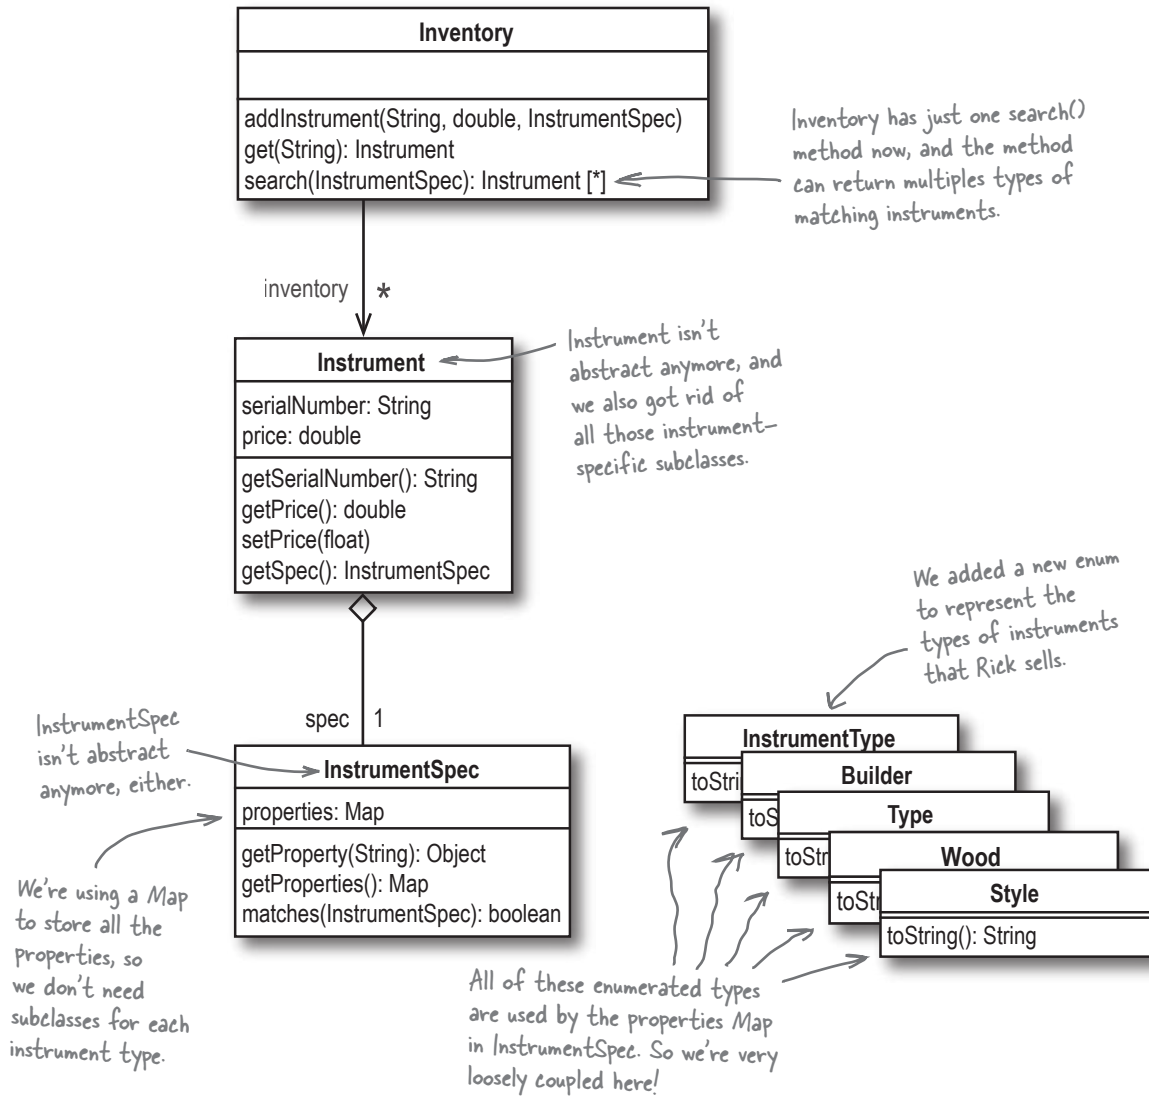 Inventory
addInstrument(String, double, InstrumentSpec)
get(String): Instrument
search(InstrumentSpec): Instrument [*]
Inventory has just one search()
method now, and the method
can return multiples types of
matching instruments.
inventory *
Instrument
serialNumber: String
price: double
getSerialNumber(): String
getPrice(): double
setPrice(float)
getSpec(): InstrumentSpec
Instrument isn't
abstract anymore, and
we also got rid of
all those instrument-
specific subclasses.
We added a new enum
to represent the
types of instruments
that Rick sells.
spec 1
InstrumentSpec
isn't abstract
anymore, either.
InstrumentSpec
properties: Map
getProperty(String): Object
getProperties(): Map
matches(InstrumentSpec): boolean
We're using a Map
to store all the
properties, so
we don't need
subclasses for each
instrument type.
InstrumentType
toStri
Builder
toS
Type
toStr
Wood
toStr
Style
toString(): String
All of these enumerated types
are used by the properties Map
in InstrumentSpec. So we're very
loosely coupled here!